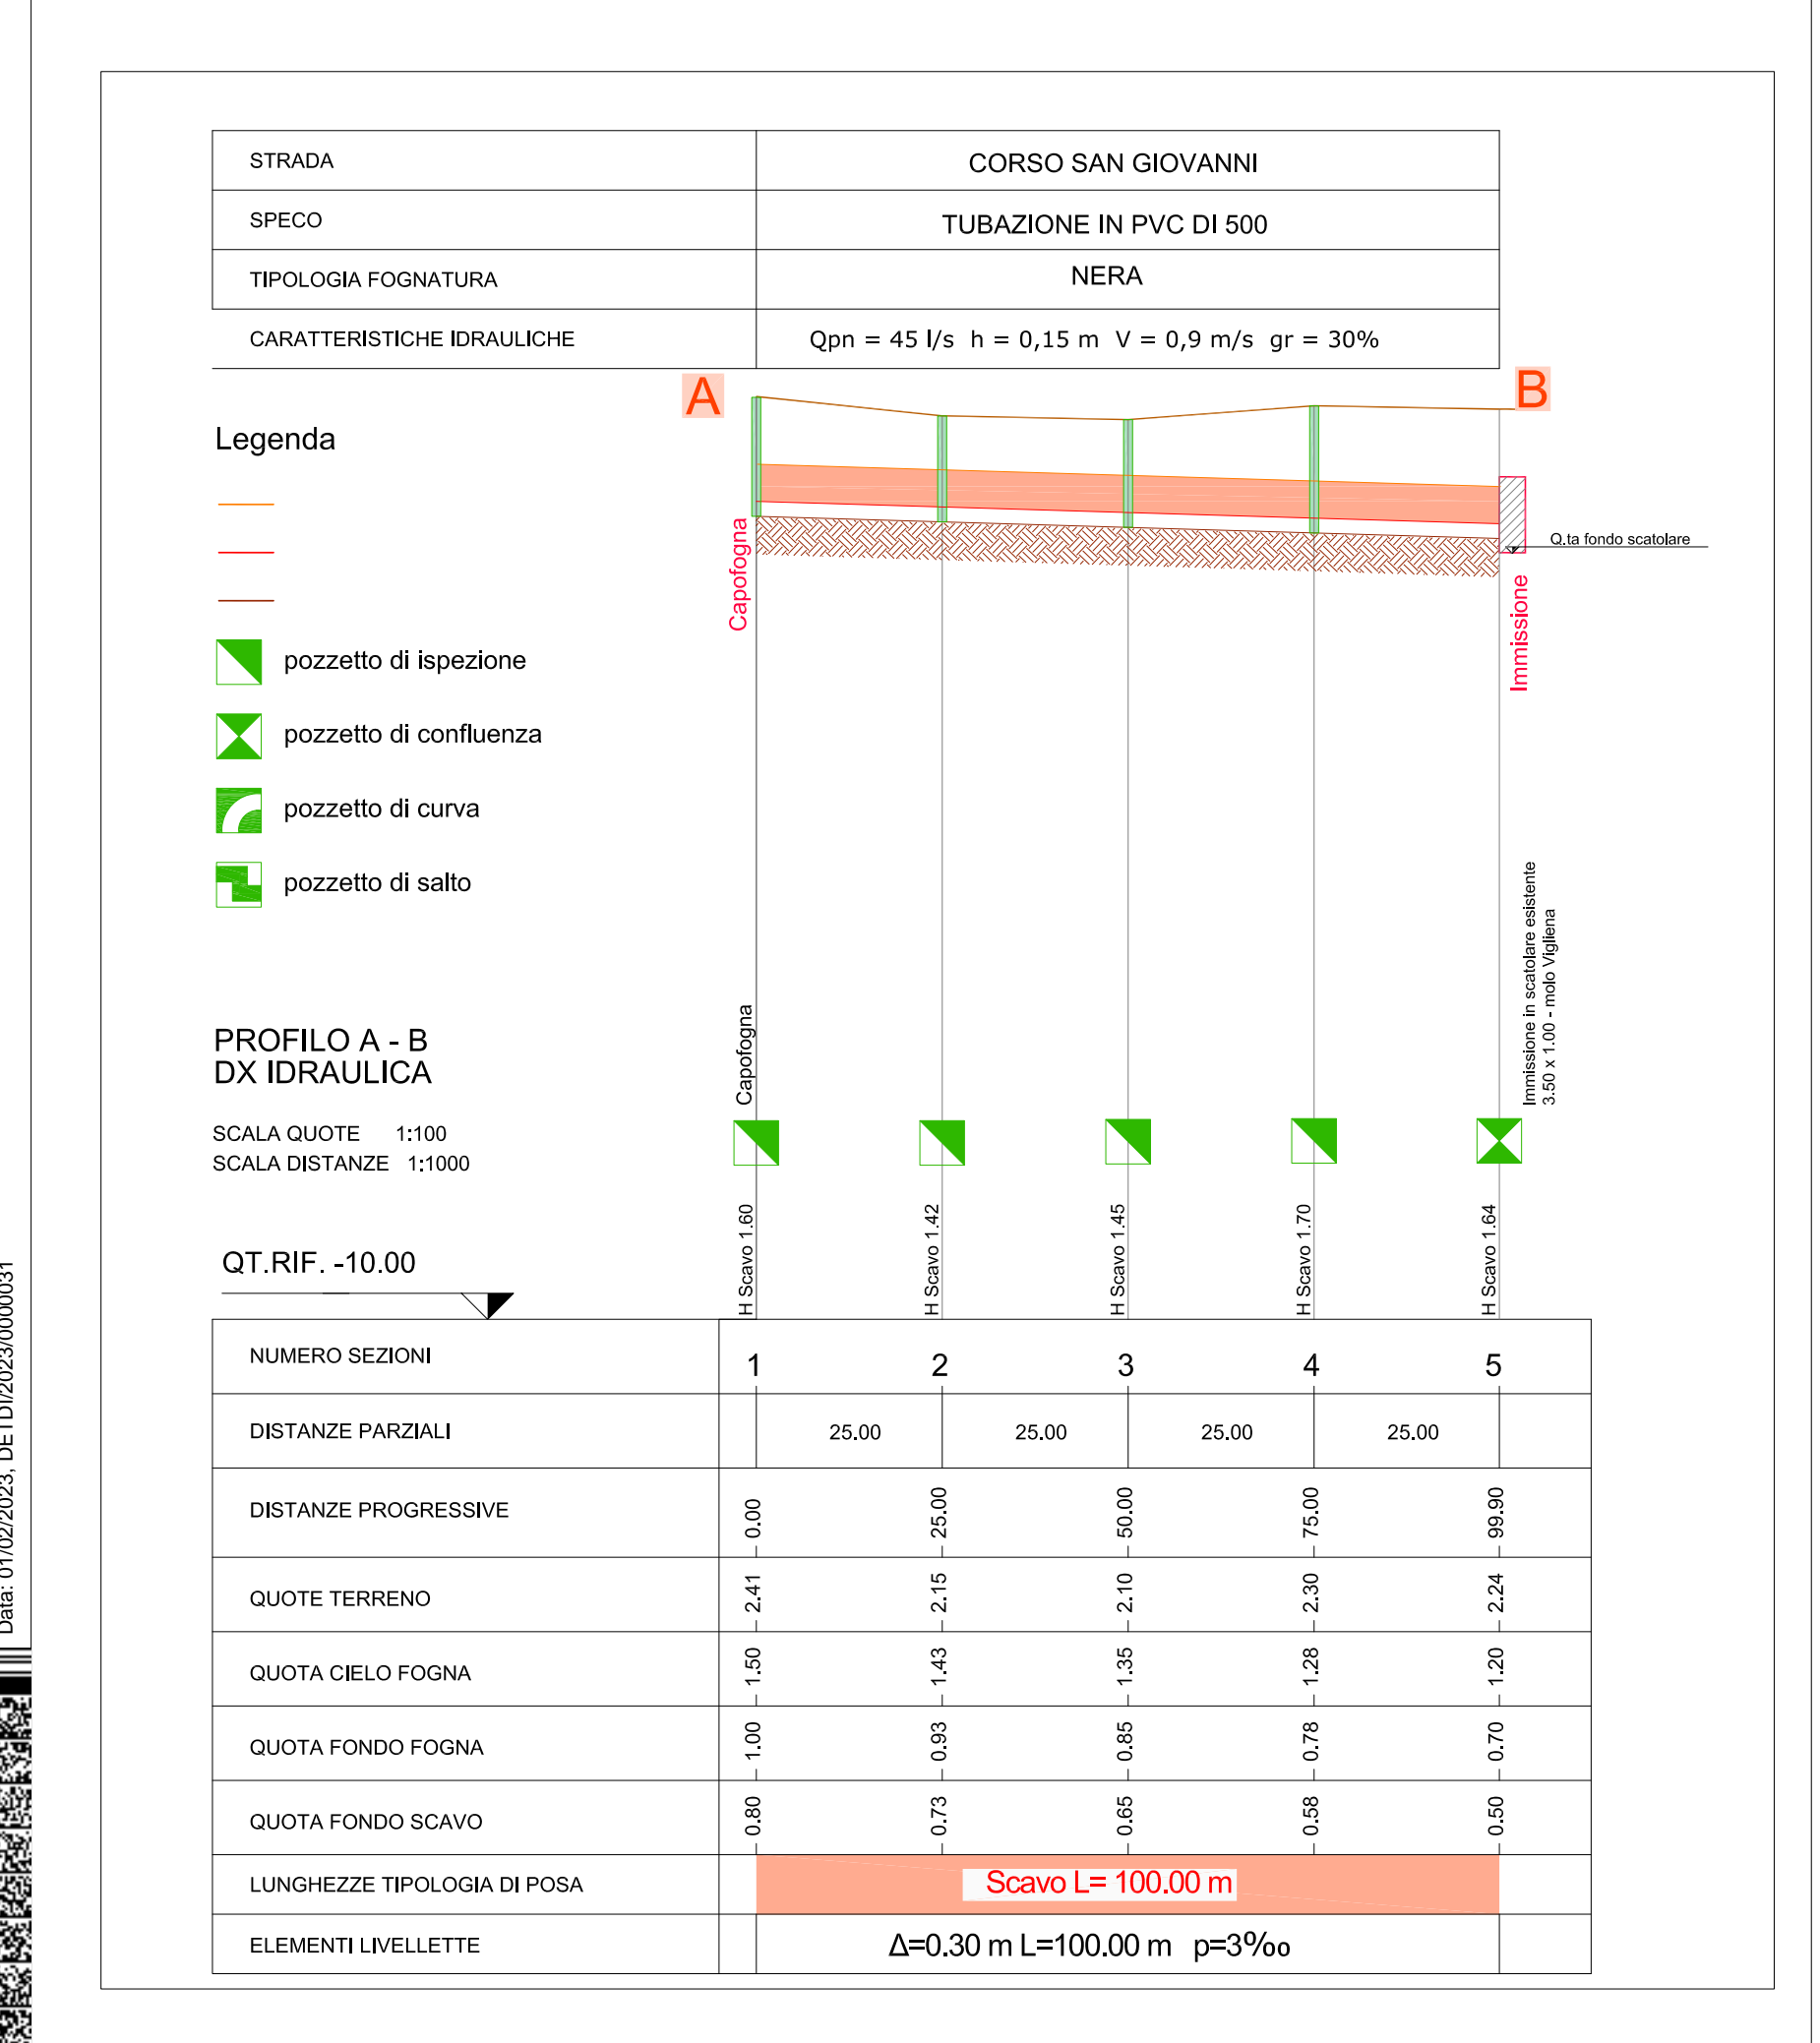 STRADA CORSO SAN GIOVANNI
SPECO TUBAZIONE IN PVC DI 500
TIPOLOGIA FOGNATURA NERA
CARATTERISTICHE IDRAULICHE Qpn = 45 l/s h = 0,15 m V = 0,9 m/s gr = 30%
A
B
Legenda
pozzetto di ispezione
pozzetto di confluenza
pozzetto di curva
pozzetto di salto
Capofogna
Q.ta fondo scatolare
Immissione
Capofogna
Immissione in scatolare esistente
3.50 x 1.00 - molo Vigliena
PROFILO A - B
DX IDRAULICA
SCALA QUOTE 1:100
SCALA DISTANZE 1:1000
QT.RIF. -10.00
H Scavo 1.60
H Scavo 1.42
H Scavo 1.45
H Scavo 1.70
H Scavo 1.64
NUMERO SEZIONI 1 2 3 4 5
DISTANZE PARZIALI 25.00 25.00 25.00 25.00
DISTANZE PROGRESSIVE 0.00 25.00 50.00 75.00 99.90
QUOTE TERRENO 2.41 2.15 2.10 2.30 2.24
QUOTA CIELO FOGNA 1.50 1.43 1.35 1.28 1.20
QUOTA FONDO FOGNA 1.00 0.93 0.85 0.78 0.70
QUOTA FONDO SCAVO 0.80 0.73 0.65 0.58 0.50
LUNGHEZZE TIPOLOGIA DI POSA Scavo L= 100.00 m
ELEMENTI LIVELLETTE Δ=0.30 m L=100.00 m p=3‰
Data: 01/02/2023, DETDI/2023/0000031